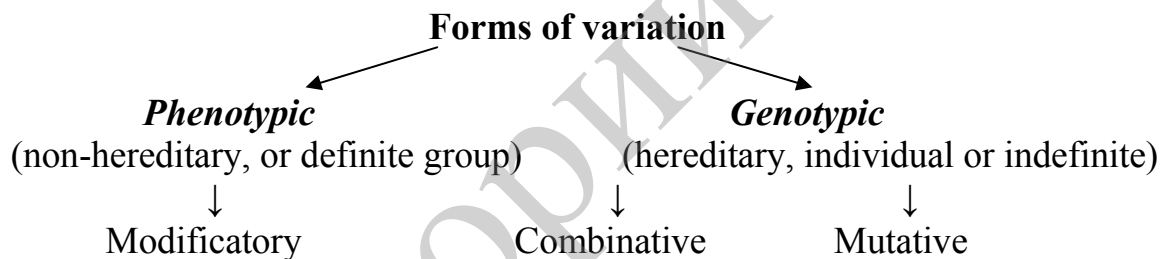 Forms of variation
Phenotypic Genotypic
(non-hereditary, or definite group) (hereditary, individual or indefinite)
↓ ↓ ↓
Modificatory Combinative Mutative